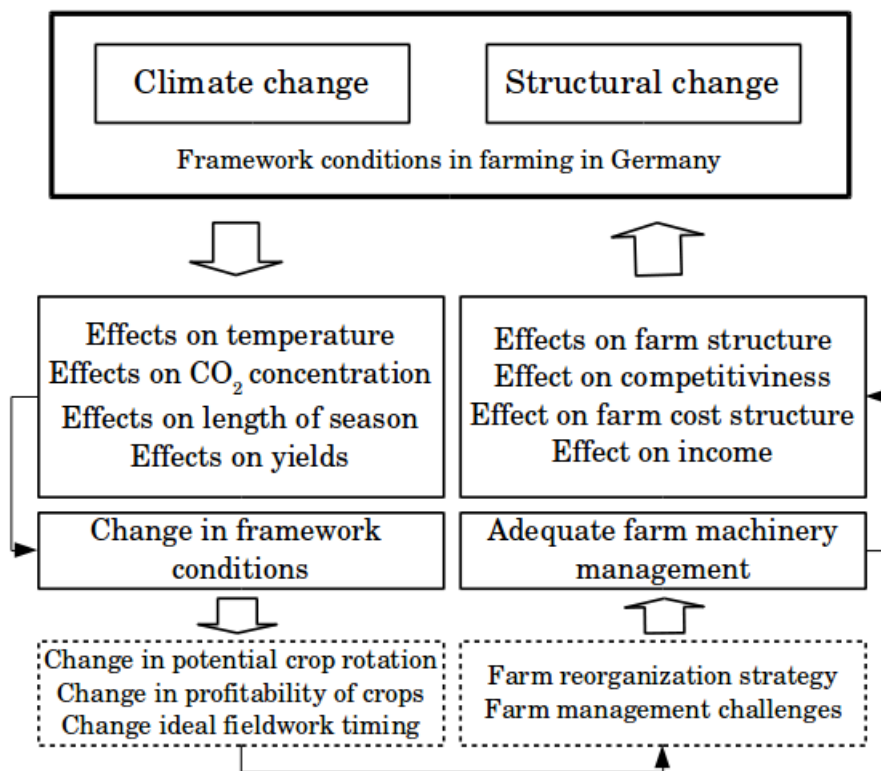 Climate change
Structural change
Framework conditions in farming in Germany
Effects on temperature
Effects on CO₂ concentration
Effects on length of season
Effects on yields
Effects on farm structure
Effect on competitiviness
Effect on farm cost structure
Effect on income
Change in framework
conditions
Adequate farm machinery
management
Change in potential crop rotation
Change in profitability of crops
Change ideal fieldwork timing
Farm reorganization strategy
Farm management challenges